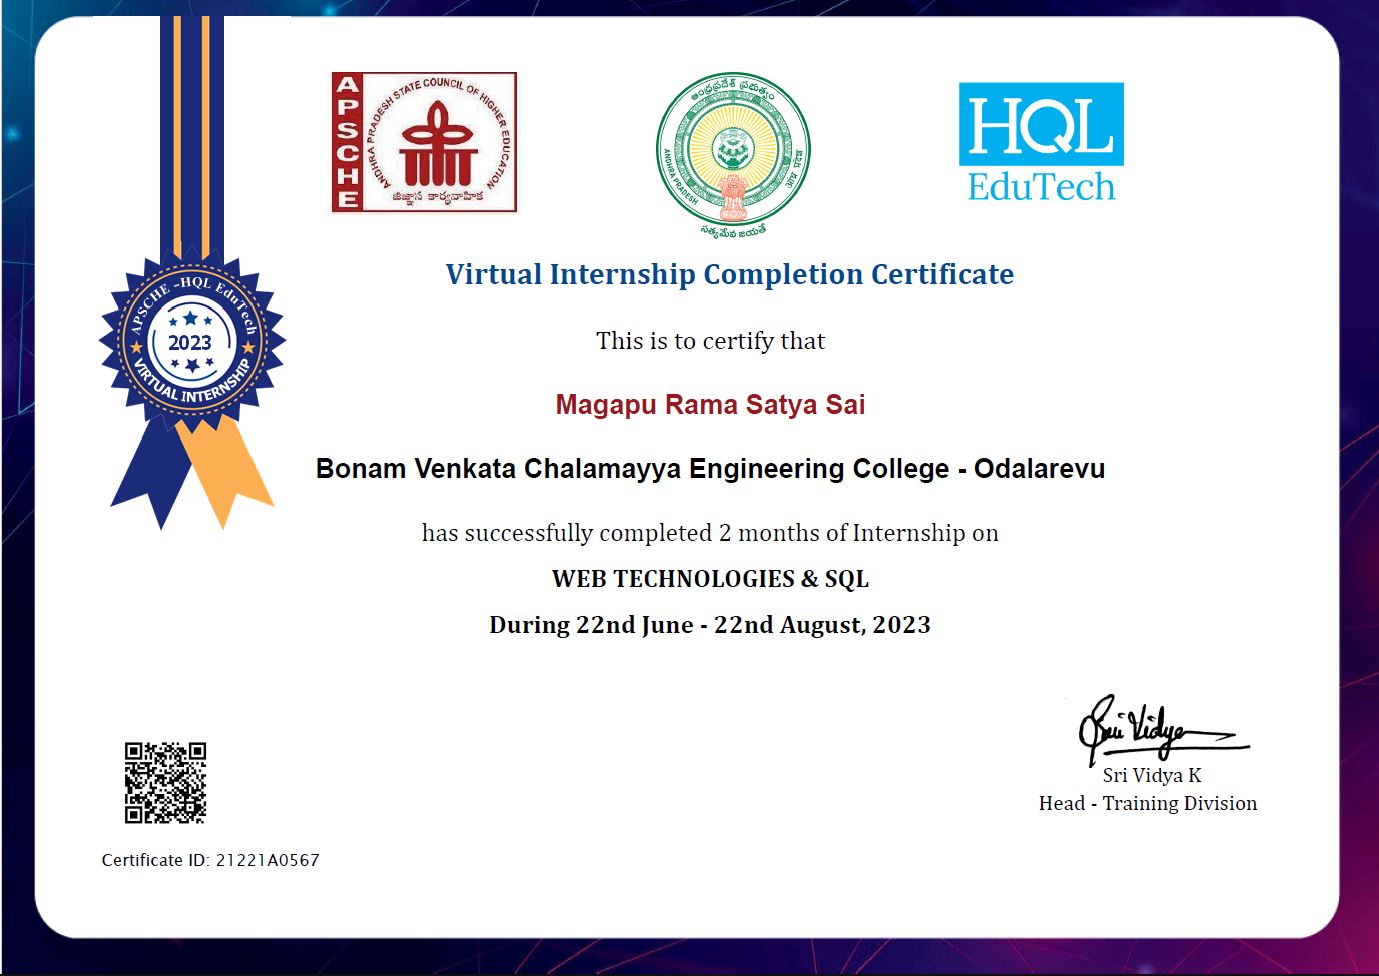 APSCHE
ANDHRA PRADESH STATE COUNCIL OF HIGHER EDUCATION
జిజ్ఞాస కార్యవాహిక
ఆంధ్రప్రదేశ్ ప్రభుత్వం
ANDHRA PRADESH
आंध्र प्रदेश
సత్యమేవ జయతే
HQL
EduTech
APSCHE -HQL EduTech
2023
VIRTUAL INTERNSHIP
Virtual Internship Completion Certificate
This is to certify that
Magapu Rama Satya Sai
Bonam Venkata Chalamayya Engineering College - Odalarevu
has successfully completed 2 months of Internship on
WEB TECHNOLOGIES & SQL
During 22nd June - 22nd August, 2023
Sri Vidya
Sri Vidya K
Head - Training Division
Certificate ID: 21221A0567